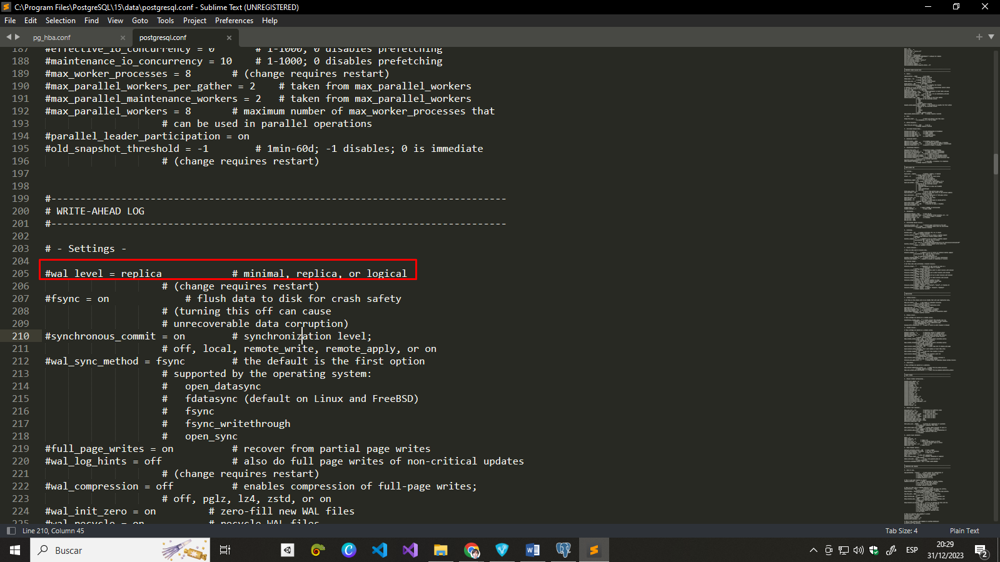 C:\Program Files\PostgreSQL\15\data\postgresql.conf - Sublime Text (UNREGISTERED)
File Edit Selection Find View Goto Tools Project Preferences Help
pg_hba.conf × postgresql.conf ×
187 #effective_io_concurrency = 0 # 1-1000; 0 disables prefetching
188 #maintenance_io_concurrency = 10 # 1-1000; 0 disables prefetching
189 #max_worker_processes = 8 # (change requires restart)
190 #max_parallel_workers_per_gather = 2 # taken from max_parallel_workers
191 #max_parallel_maintenance_workers = 2 # taken from max_parallel_workers
192 #max_parallel_workers = 8 # maximum number of max_worker_processes that
193 # can be used in parallel operations
194 #parallel_leader_participation = on
195 #old_snapshot_threshold = -1 # 1min-60d; -1 disables; 0 is immediate
196 # (change requires restart)
197
198
199 #------------------------------------------------------------------------------
200 # WRITE-AHEAD LOG
201 #------------------------------------------------------------------------------
202
203 # - Settings -
204
205 #wal_level = replica # minimal, replica, or logical
206 # (change requires restart)
207 #fsync = on # flush data to disk for crash safety
208 # (turning this off can cause
209 # unrecoverable data corruption)
210 #synchronous_commit = on # synchronization level;
211 # off, local, remote_write, remote_apply, or on
212 #wal_sync_method = fsync # the default is the first option
213 # supported by the operating system:
214 # open_datasync
215 # fdatasync (default on Linux and FreeBSD)
216 # fsync
217 # fsync_writethrough
218 # open_sync
219 #full_page_writes = on # recover from partial page writes
220 #wal_log_hints = off # also do full page writes of non-critical updates
221 # (change requires restart)
222 #wal_compression = off # enables compression of full-page writes;
223 # off, pglz, lz4, zstd, or on
224 #wal_init_zero = on # zero-fill new WAL files
225 #wal_recycle = on # recycle WAL files
Line 210, Column 45 Tab Size: 4 Plain Text
Buscar
ESP
20:29
31/12/2023
2